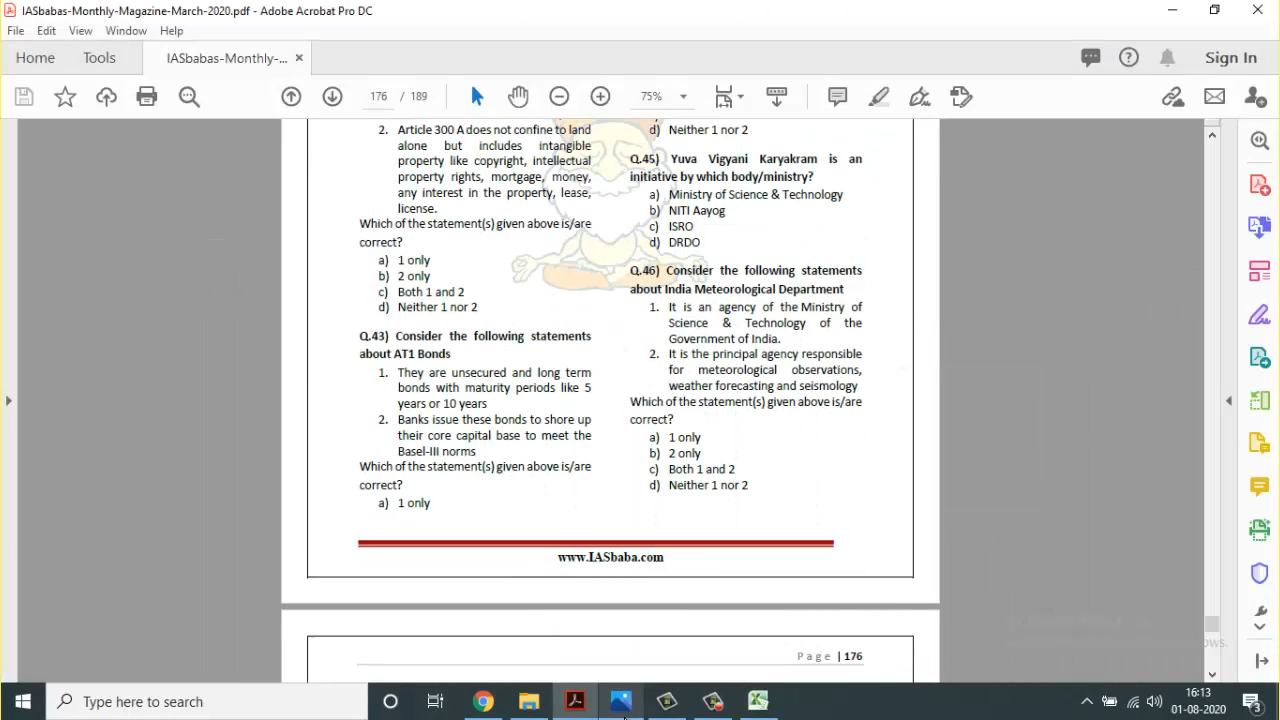 IASbabas-Monthly-Magazine-March-2020.pdf - Adobe Acrobat Pro DC
File Edit View Window Help
Home Tools IASbabas-Monthly-... × Sign In
176 / 189 75%
2. Article 300 A does not confine to land
alone but includes intangible
property like copyright, intellectual
property rights, mortgage, money,
any interest in the property, lease,
license.
Which of the statement(s) given above is/are
correct?
a) 1 only
b) 2 only
c) Both 1 and 2
d) Neither 1 nor 2
Q.43) Consider the following statements
about AT1 Bonds
1. They are unsecured and long term
bonds with maturity periods like 5
years or 10 years
2. Banks issue these bonds to shore up
their core capital base to meet the
Basel-III norms
Which of the statement(s) given above is/are
correct?
a) 1 only
d) Neither 1 nor 2
Q.45) Yuva Vigyani Karyakram is an
initiative by which body/ministry?
a) Ministry of Science & Technology
b) NITI Aayog
c) ISRO
d) DRDO
Q.46) Consider the following statements
about India Meteorological Department
1. It is an agency of the Ministry of
Science & Technology of the
Government of India.
2. It is the principal agency responsible
for meteorological observations,
weather forecasting and seismology
Which of the statement(s) given above is/are
correct?
a) 1 only
b) 2 only
c) Both 1 and 2
d) Neither 1 nor 2
www.IASbaba.com
Page | 176
Type here to search
16:13
01-08-2020
3